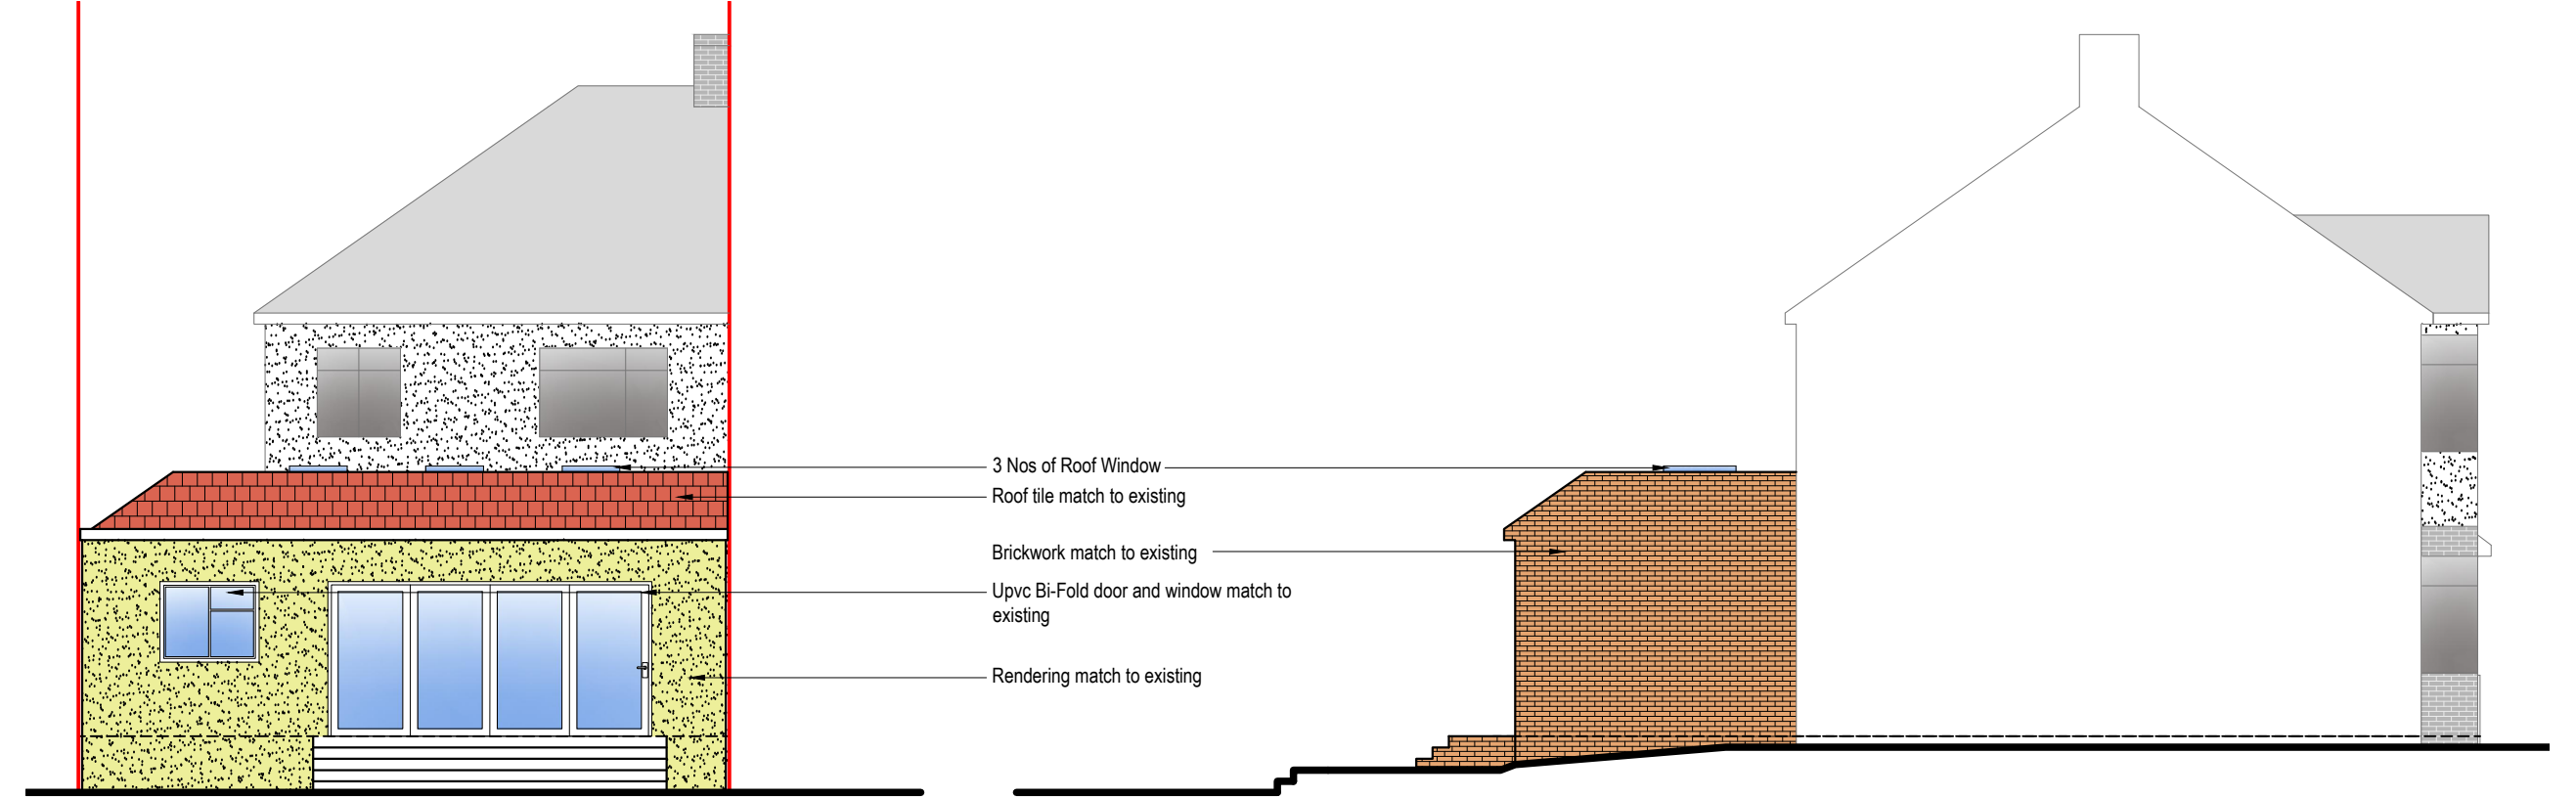 3 Nos of Roof Window
Roof tile match to existing
Brickwork match to existing
Upvc Bi-Fold door and window match to
existing
Rendering match to existing